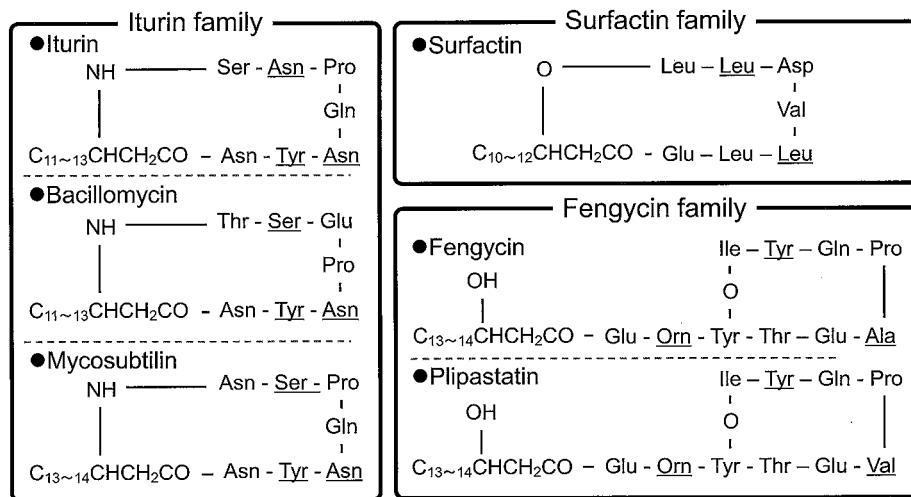 Iturin family
●Iturin
NH Ser - Asn - Pro
Gln
C11~13CHCH2CO - Asn - Tyr - Asn
●Bacillomycin
NH Thr - Ser - Glu
Pro
C11~13CHCH2CO - Asn - Tyr - Asn
●Mycosubtilin
NH Asn - Ser - Pro
Gln
C13~14CHCH2CO - Asn - Tyr - Asn
Surfactin family
●Surfactin
O Leu – Leu – Asp
Val
C10~12CHCH2CO – Glu – Leu – Leu
Fengycin family
●Fengycin
Ile – Tyr – Gln – Pro
OH
O
C13~14CHCH2CO – Glu – Orn – Tyr – Thr – Glu – Ala
●Plipastatin
Ile – Tyr – Gln – Pro
OH
O
C13~14CHCH2CO – Glu – Orn – Tyr – Thr – Glu – Val